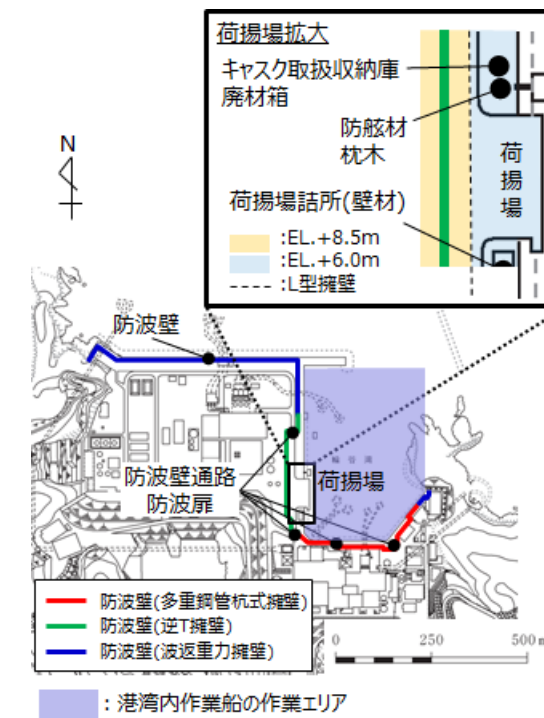 荷揚場拡大
キャスク取扱収納庫
廃材箱
防舷材
枕木
荷揚場
荷揚場詰所(壁材)
:EL.+8.5m
:EL.+6.0m
:L型擁壁
N
防波壁
防波壁通路
防波扉
荷揚場
防波壁(多重鋼管杭式擁壁)
防波壁(逆T擁壁)
防波壁(波返重力擁壁)
0 250 500 m
:港湾内作業船の作業エリア